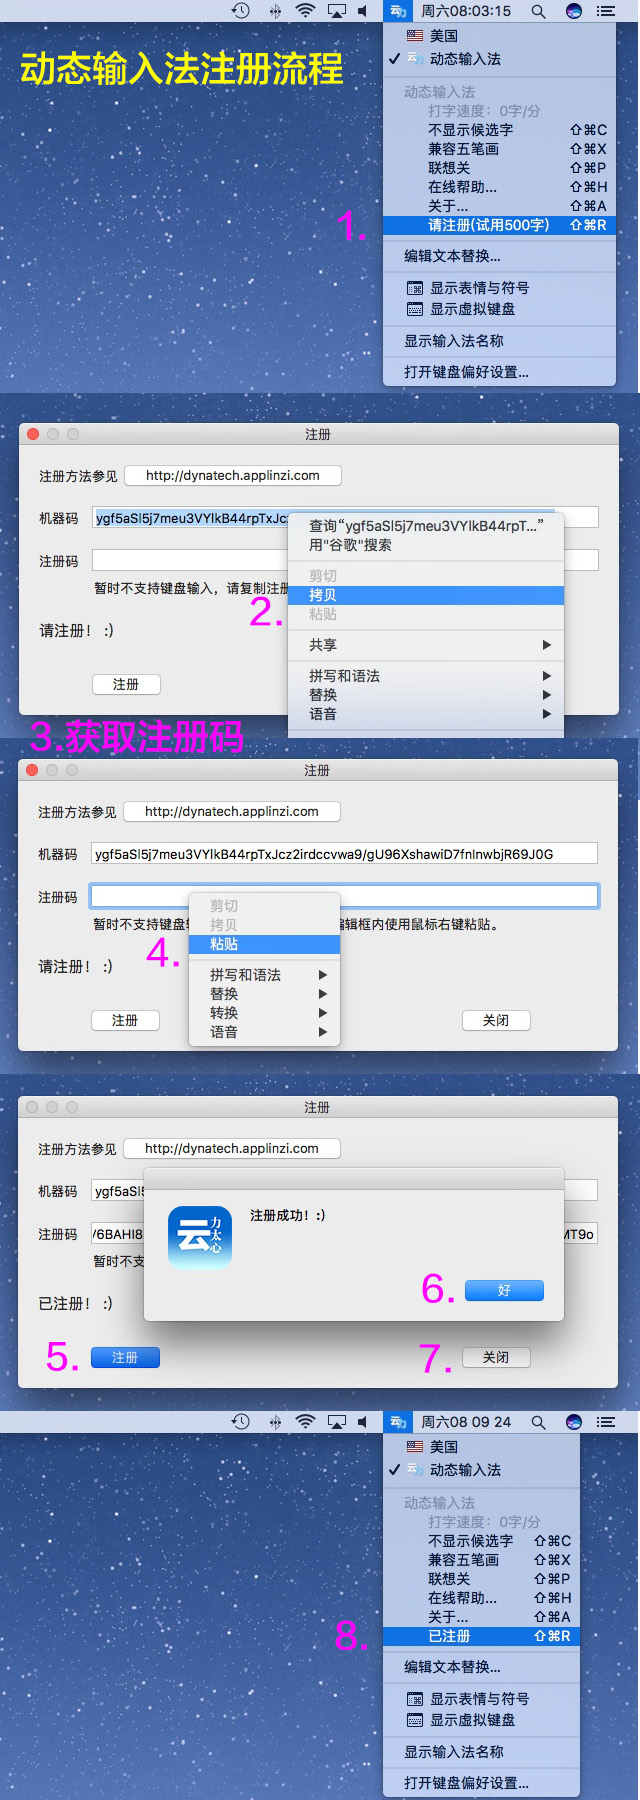 周六08:03:15
动态输入法注册流程
美国
✓ 动态输入法
动态输入法
打字速度：0字/分
不显示候选字 ⇧⌘C
兼容五笔画 ⇧⌘X
联想关 ⇧⌘P
在线帮助... ⇧⌘H
关于... ⇧⌘A
1. 请注册(试用500字) ⇧⌘R
编辑文本替换...
显示表情与符号
显示虚拟键盘
显示输入法名称
打开键盘偏好设置...
注册
注册方法参见 http://dynatech.applinzi.com
机器码 ygf5aSl5j7meu3VYlkB44rpTxJcz
查询“ygf5aSl5j7meu3VYlkB44rpT...”
用"谷歌"搜索
注册码
剪切
暂时不支持键盘输入，请复制注册
2. 拷贝
粘贴
请注册！:)
共享
拼写和语法
替换
语音
注册
3.获取注册码
注册
注册方法参见 http://dynatech.applinzi.com
机器码 ygf5aSl5j7meu3VYlkB44rpTxJcz2irdccvwa9/gU96XshawiD7fnlnwbjR69J0G
注册码
剪切
拷贝
暂时不支持键盘 编辑框内使用鼠标右键粘贴。
4. 粘贴
请注册！:)
拼写和语法
替换
转换
语音
注册 关闭
注册
注册方法参见 http://dynatech.applinzi.com
机器码 ygf5aSl5
注册成功！:)
云力太心
注册码 /6BAHI8 MT9o
暂时不支
6. 好
已注册！:)
5. 注册 7. 关闭
周六08 09 24
美国
✓ 动态输入法
动态输入法
打字速度：0字/分
不显示候选字 ⇧⌘C
兼容五笔画 ⇧⌘X
联想关 ⇧⌘P
在线帮助... ⇧⌘H
关于... ⇧⌘A
8. 已注册 ⇧⌘R
编辑文本替换...
显示表情与符号
显示虚拟键盘
显示输入法名称
打开键盘偏好设置...